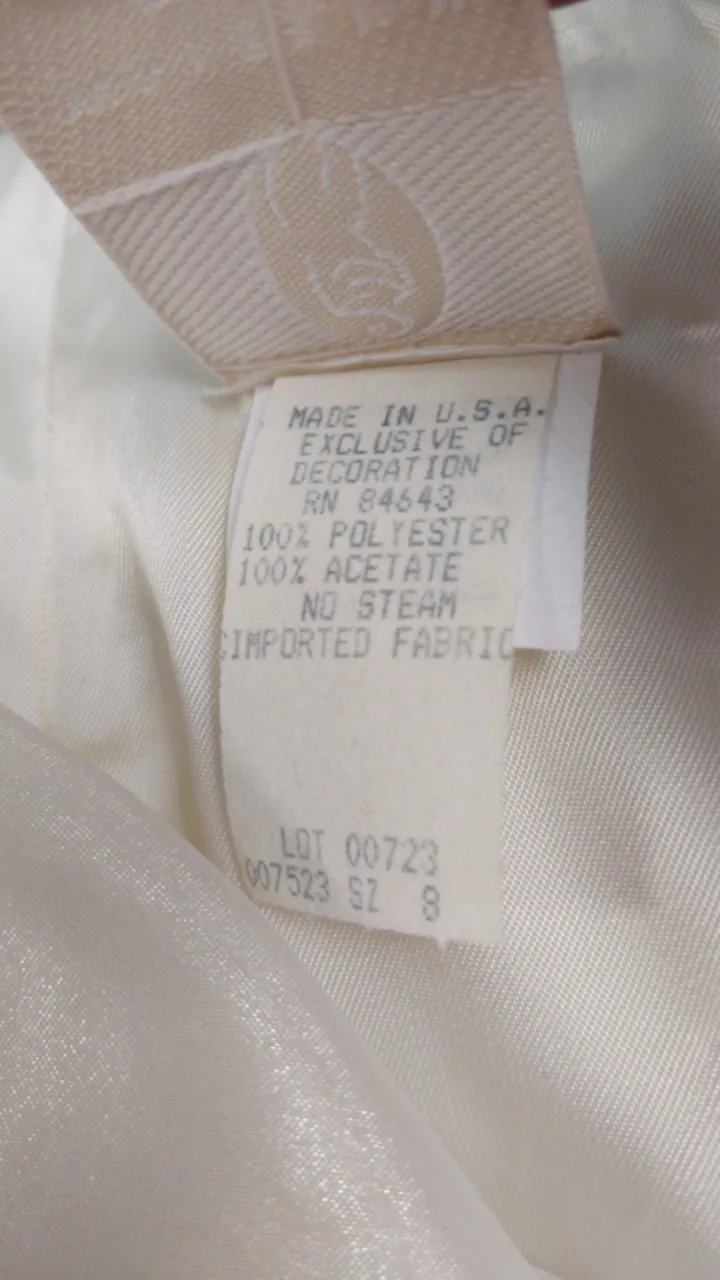 MADE IN U.S.A.
EXCLUSIVE OF
DECORATION
RN 84643
100% POLYESTER
100% ACETATE
NO STEAM
IMPORTED FABRIC
LOT 00723
007523 SZ 8